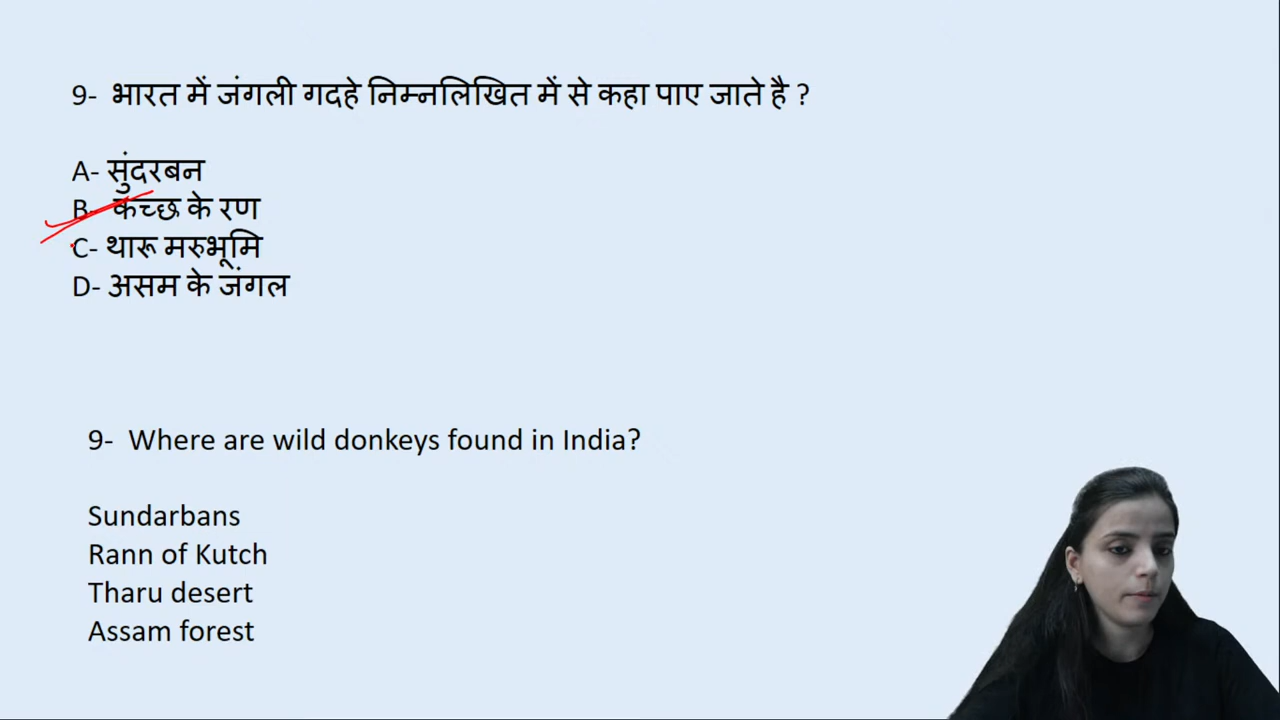 9- भारत में जंगली गदहे निम्नलिखित में से कहा पाए जाते है ?
A- सुंदरबन
B- कच्छ के रण
C- थारू मरुभूमि
D- असम के जंगल
9- Where are wild donkeys found in India?
Sundarbans
Rann of Kutch
Tharu desert
Assam forest